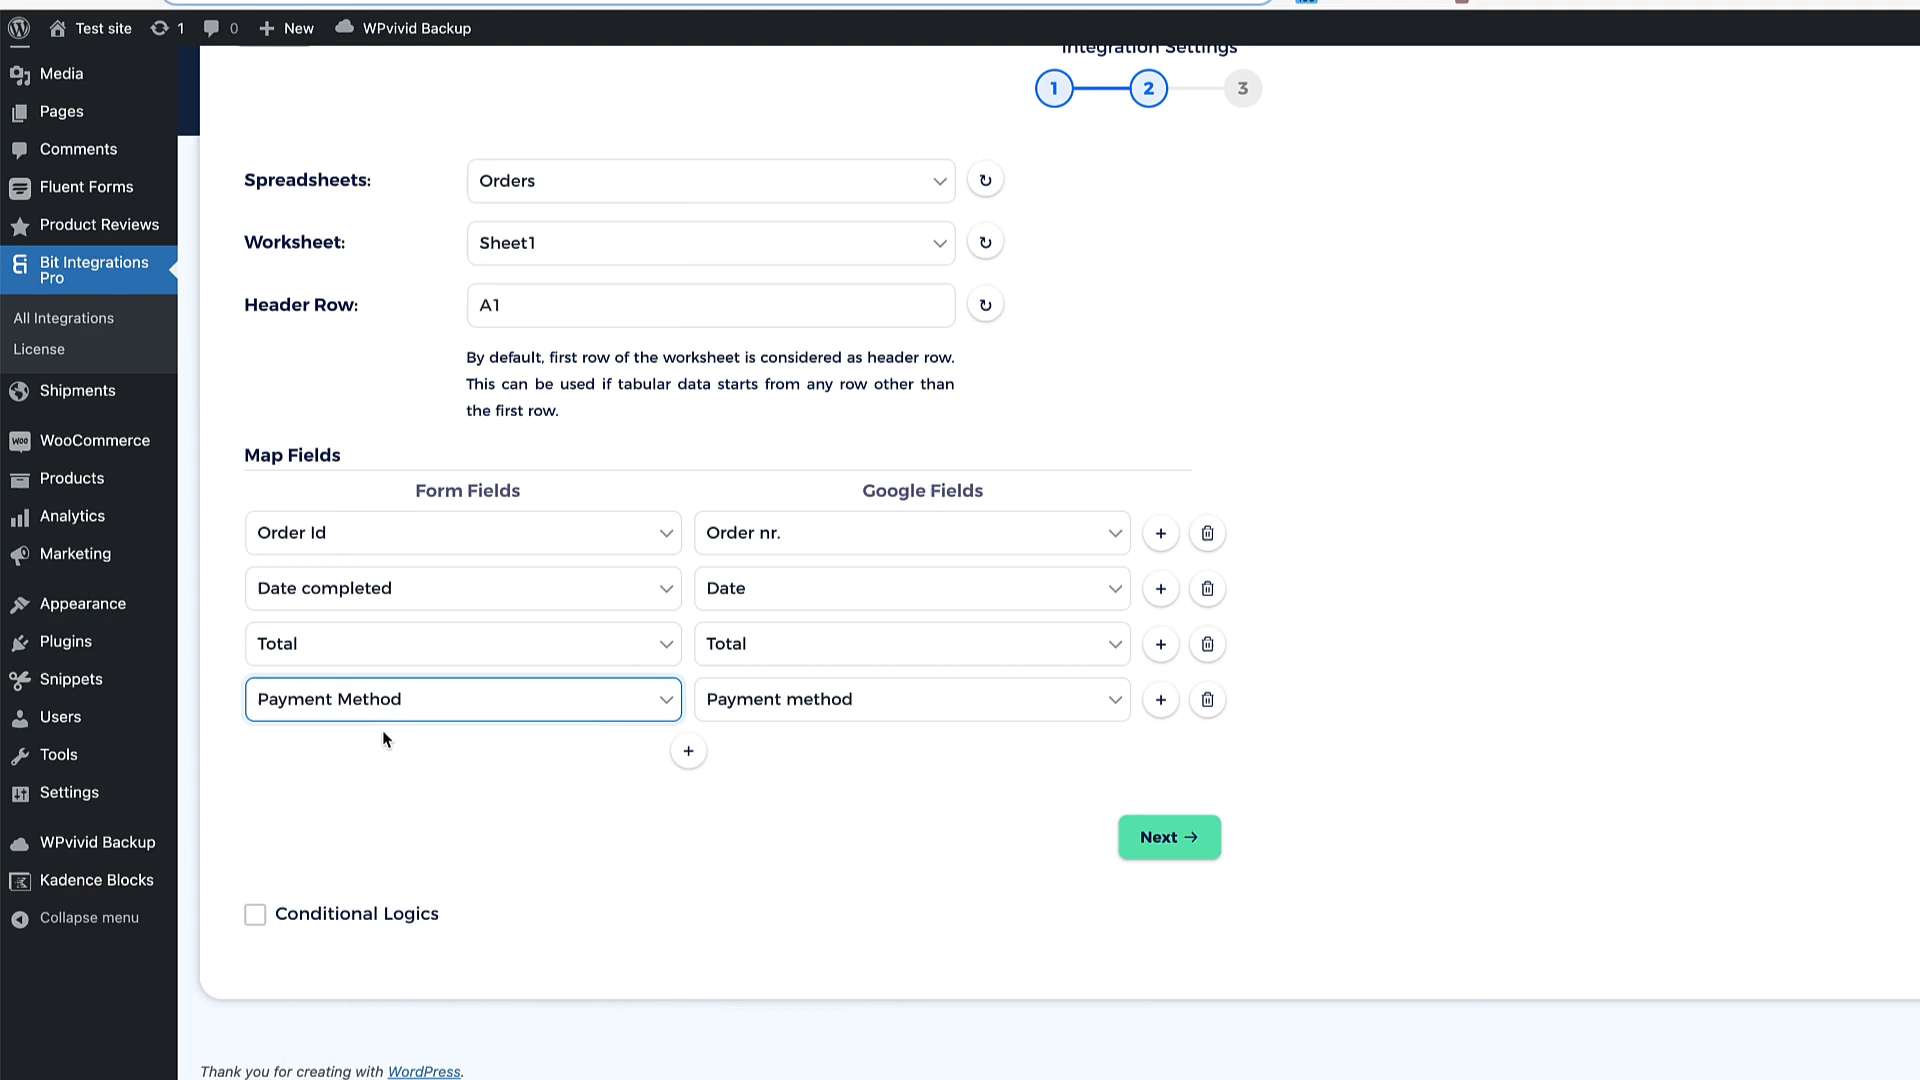 Test site
1
0
New
WPvivid Backup
Media
Pages
Comments
Fluent Forms
Product Reviews
Bit Integrations
Pro
All Integrations
License
Shipments
WooCommerce
Products
Analytics
Marketing
Appearance
Plugins
Snippets
Users
Tools
Settings
WPvivid Backup
Kadence Blocks
Collapse menu
Integration Settings
1
2
3
Spreadsheets:
Orders
Worksheet:
Sheet1
Header Row:
A1
By default, first row of the worksheet is considered as header row.
This can be used if tabular data starts from any row other than
the first row.
Map Fields
Form Fields
Google Fields
Order Id
Order nr.
Date completed
Date
Total
Total
Payment Method
Payment method
Next →
Conditional Logics
Thank you for creating with WordPress.